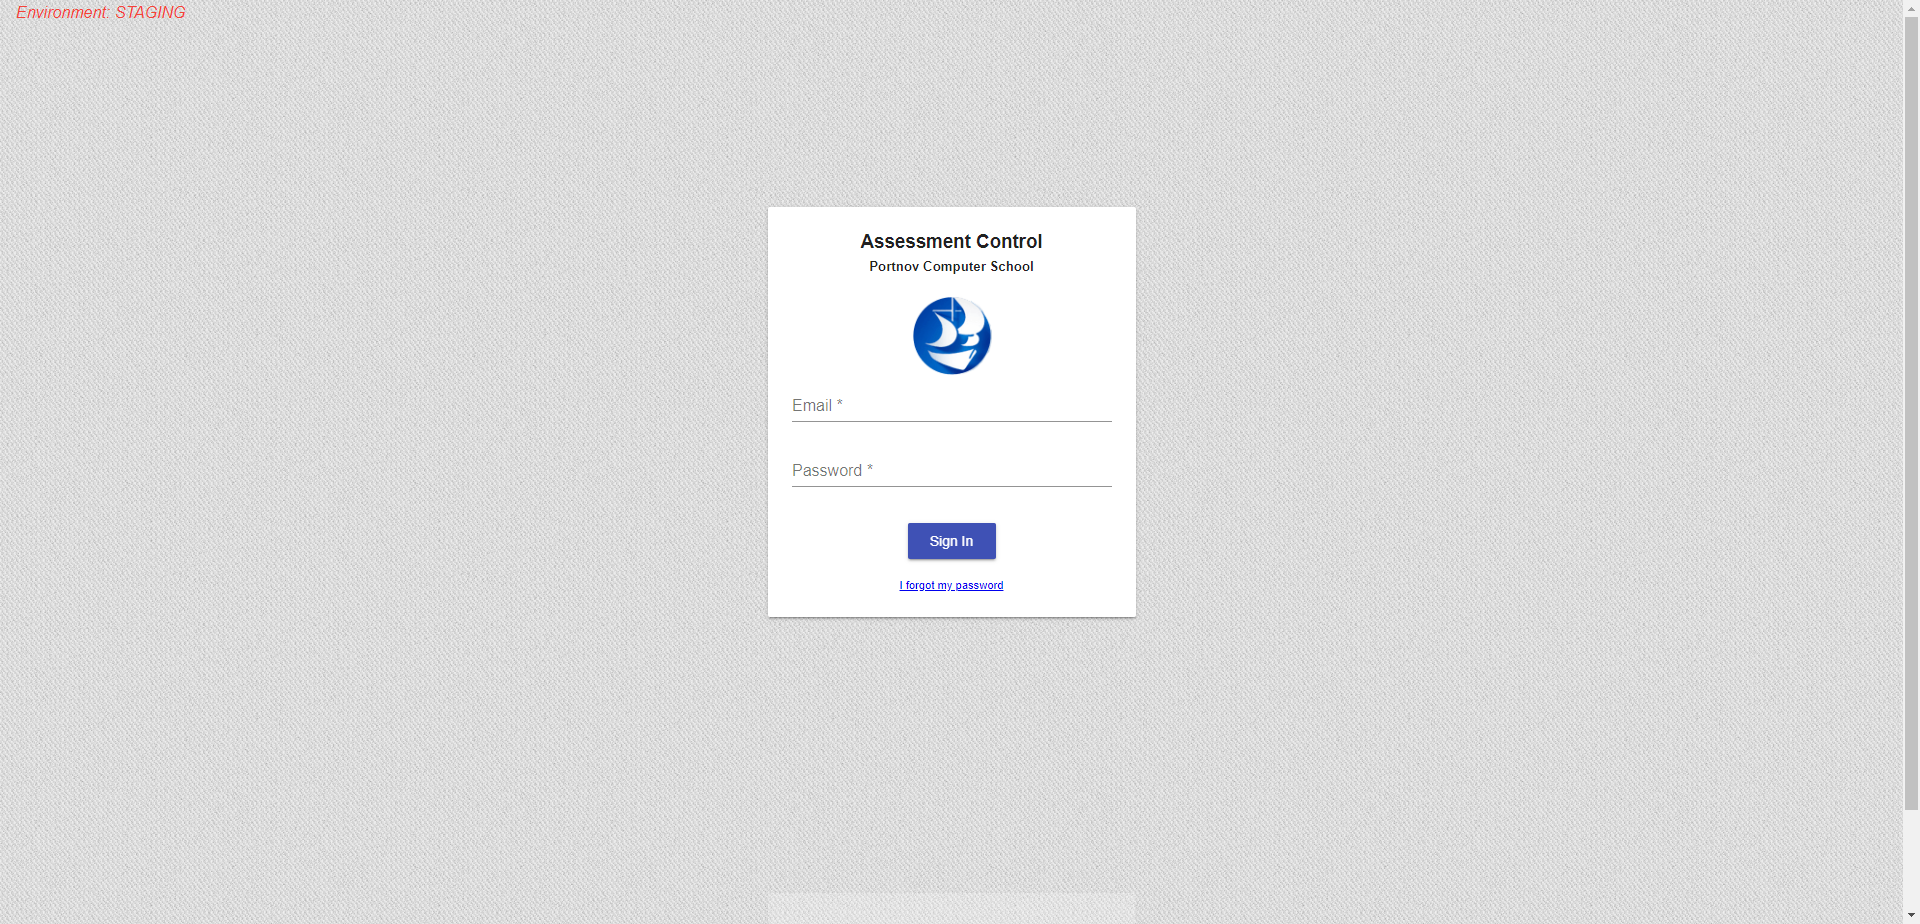 Environment: STAGING
Assessment Control
Portnov Computer School
Email *
Password *
Sign In
I forgot my password